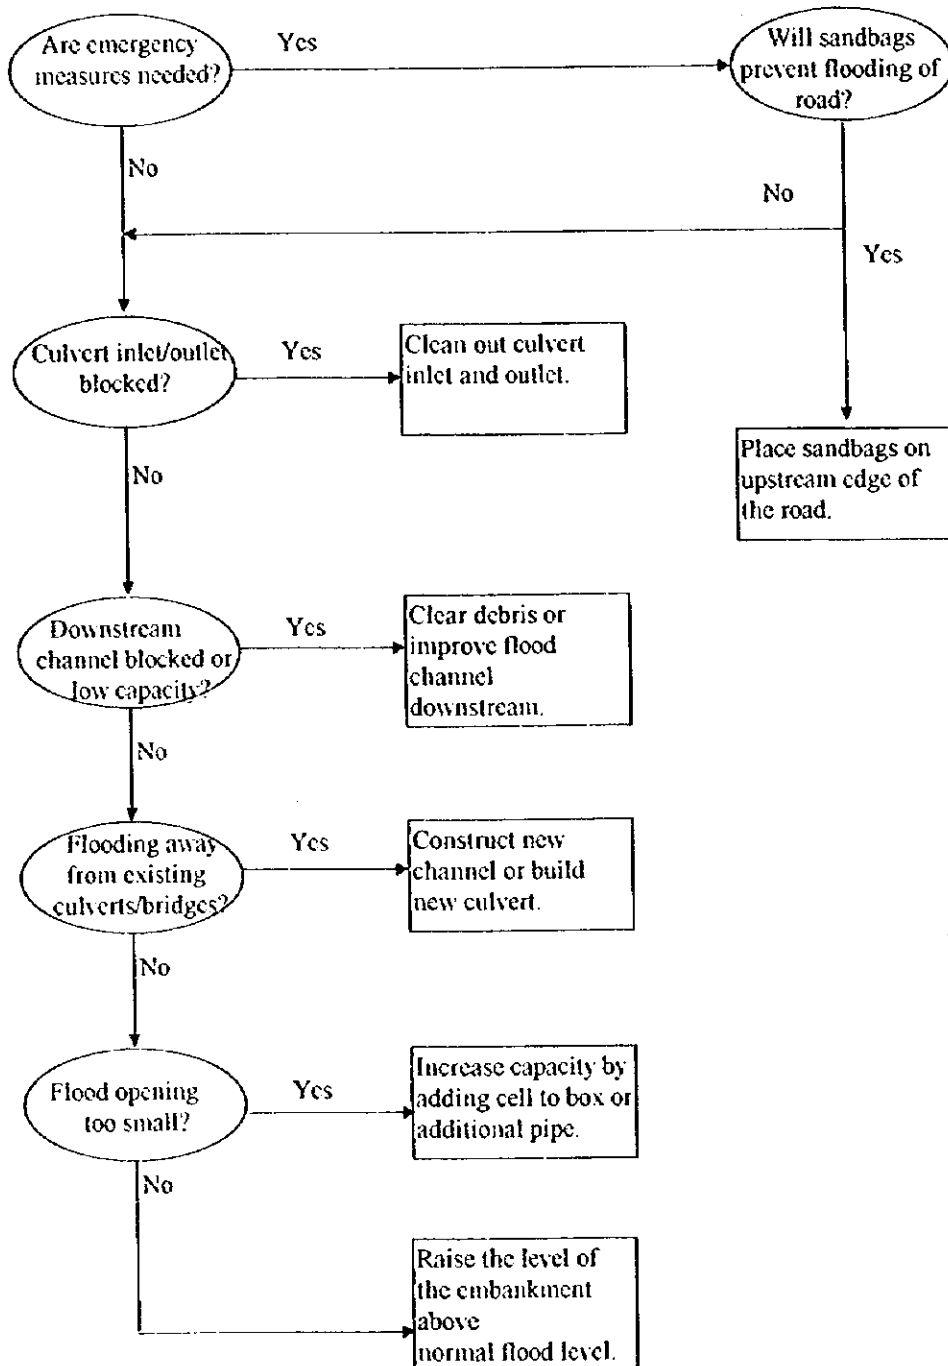 Are emergency
measures needed?
Yes
Will sandbags
prevent flooding of
road?
No
No
Yes
Culvert inlet/outlet
blocked?
Yes
Clean out culvert
inlet and outlet.
No
Place sandbags on
upstream edge of
the road.
Downstream
channel blocked or
low capacity?
Yes
Clear debris or
improve flood
channel
downstream.
No
Flooding away
from existing
culverts/bridges?
Yes
Construct new
channel or build
new culvert.
No
Flood opening
too small?
Yes
Increase capacity by
adding cell to box or
additional pipe.
No
Raise the level of
the embankment
above
normal flood level.